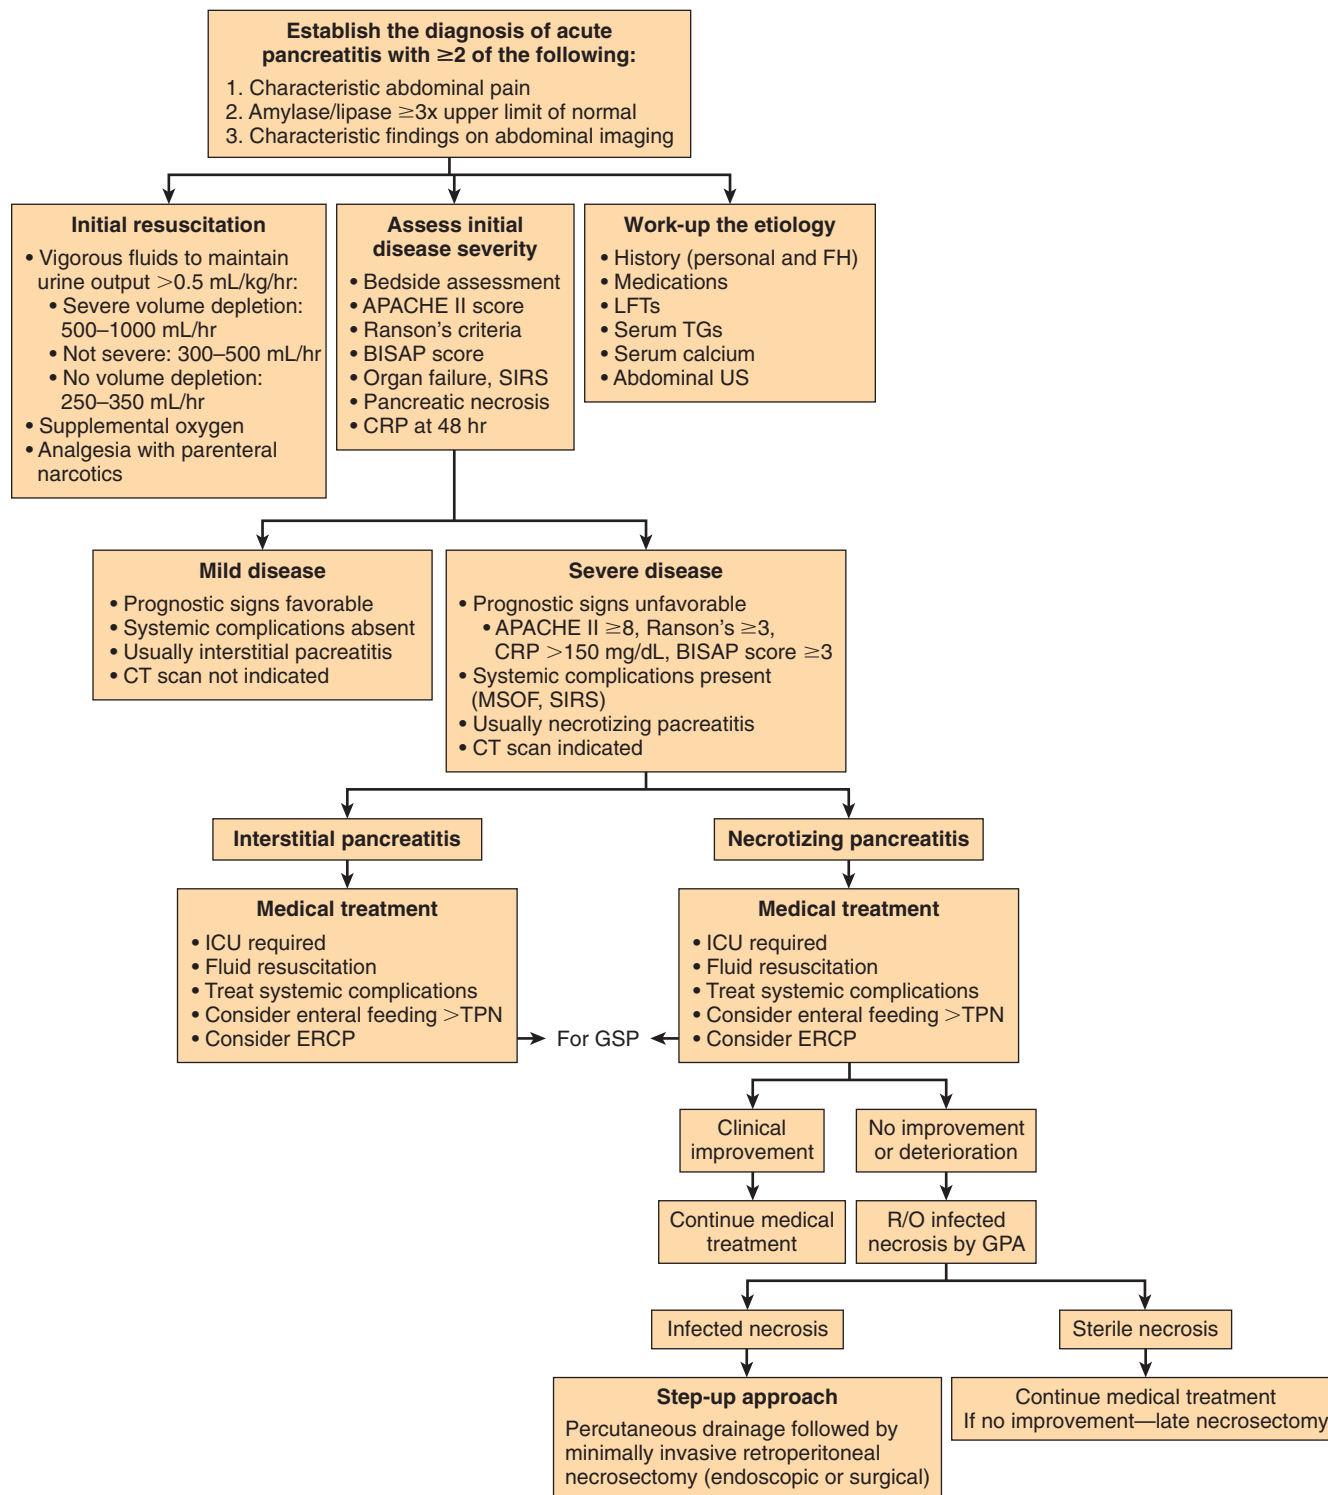 Establish the diagnosis of acute
pancreatitis with ≥2 of the following:
1. Characteristic abdominal pain
2. Amylase/lipase ≥3x upper limit of normal
3. Characteristic findings on abdominal imaging
Initial resuscitation
• Vigorous fluids to maintain
urine output >0.5 mL/kg/hr:
• Severe volume depletion:
500–1000 mL/hr
• Not severe: 300–500 mL/hr
• No volume depletion:
250–350 mL/hr
• Supplemental oxygen
• Analgesia with parenteral
narcotics
Assess initial
disease severity
• Bedside assessment
• APACHE II score
• Ranson's criteria
• BISAP score
• Organ failure, SIRS
• Pancreatic necrosis
• CRP at 48 hr
Work-up the etiology
• History (personal and FH)
• Medications
• LFTs
• Serum TGs
• Serum calcium
• Abdominal US
Mild disease
• Prognostic signs favorable
• Systemic complications absent
• Usually interstitial pacreatitis
• CT scan not indicated
Severe disease
• Prognostic signs unfavorable
• APACHE II ≥8, Ranson's ≥3,
CRP >150 mg/dL, BISAP score ≥3
• Systemic complications present
(MSOF, SIRS)
• Usually necrotizing pacreatitis
• CT scan indicated
Interstitial pancreatitis
Necrotizing pancreatitis
Medical treatment
• ICU required
• Fluid resuscitation
• Treat systemic complications
• Consider enteral feeding >TPN
• Consider ERCP
For GSP
Medical treatment
• ICU required
• Fluid resuscitation
• Treat systemic complications
• Consider enteral feeding >TPN
• Consider ERCP
Clinical
improvement
No improvement
or deterioration
Continue medical
treatment
R/O infected
necrosis by GPA
Infected necrosis
Sterile necrosis
Step-up approach
Percutaneous drainage followed by
minimally invasive retroperitoneal
necrosectomy (endoscopic or surgical)
Continue medical treatment
If no improvement—late necrosectomy